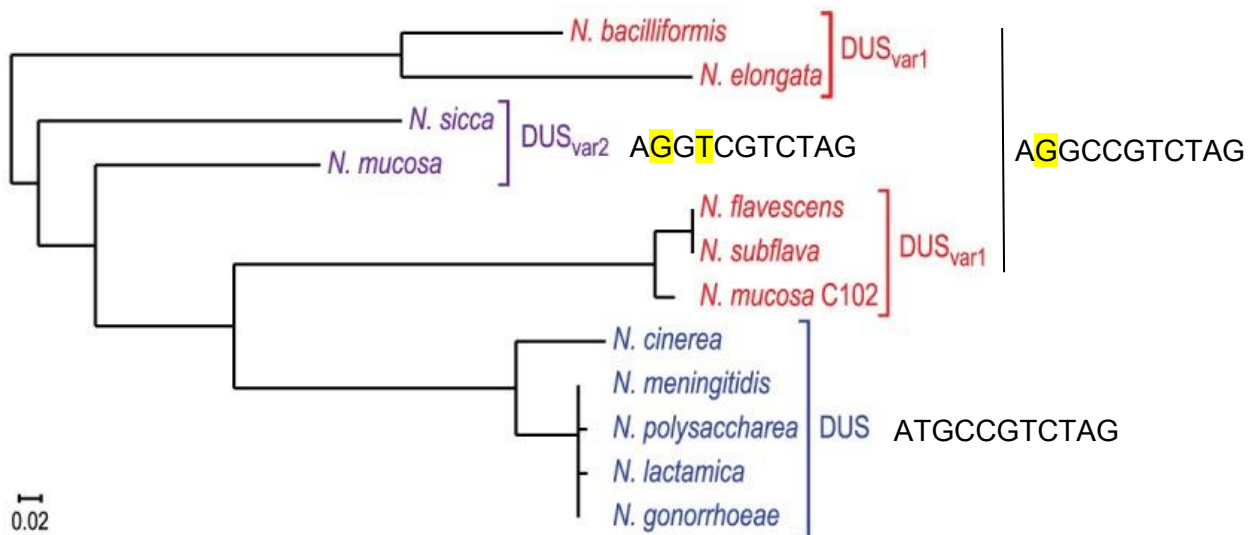 N. bacilliformis
DUSvar1
N. elongata
N. sicca
DUSvar2
AGGTCGTCTAG
AGGCCGTCTAG
N. mucosa
N. flavescens
N. subflava
DUSvar1
N. mucosa C102
N. cinerea
N. meningitidis
N. polysaccharea
DUS
ATGCCGTCTAG
N. lactamica
N. gonorrhoeae
0.02